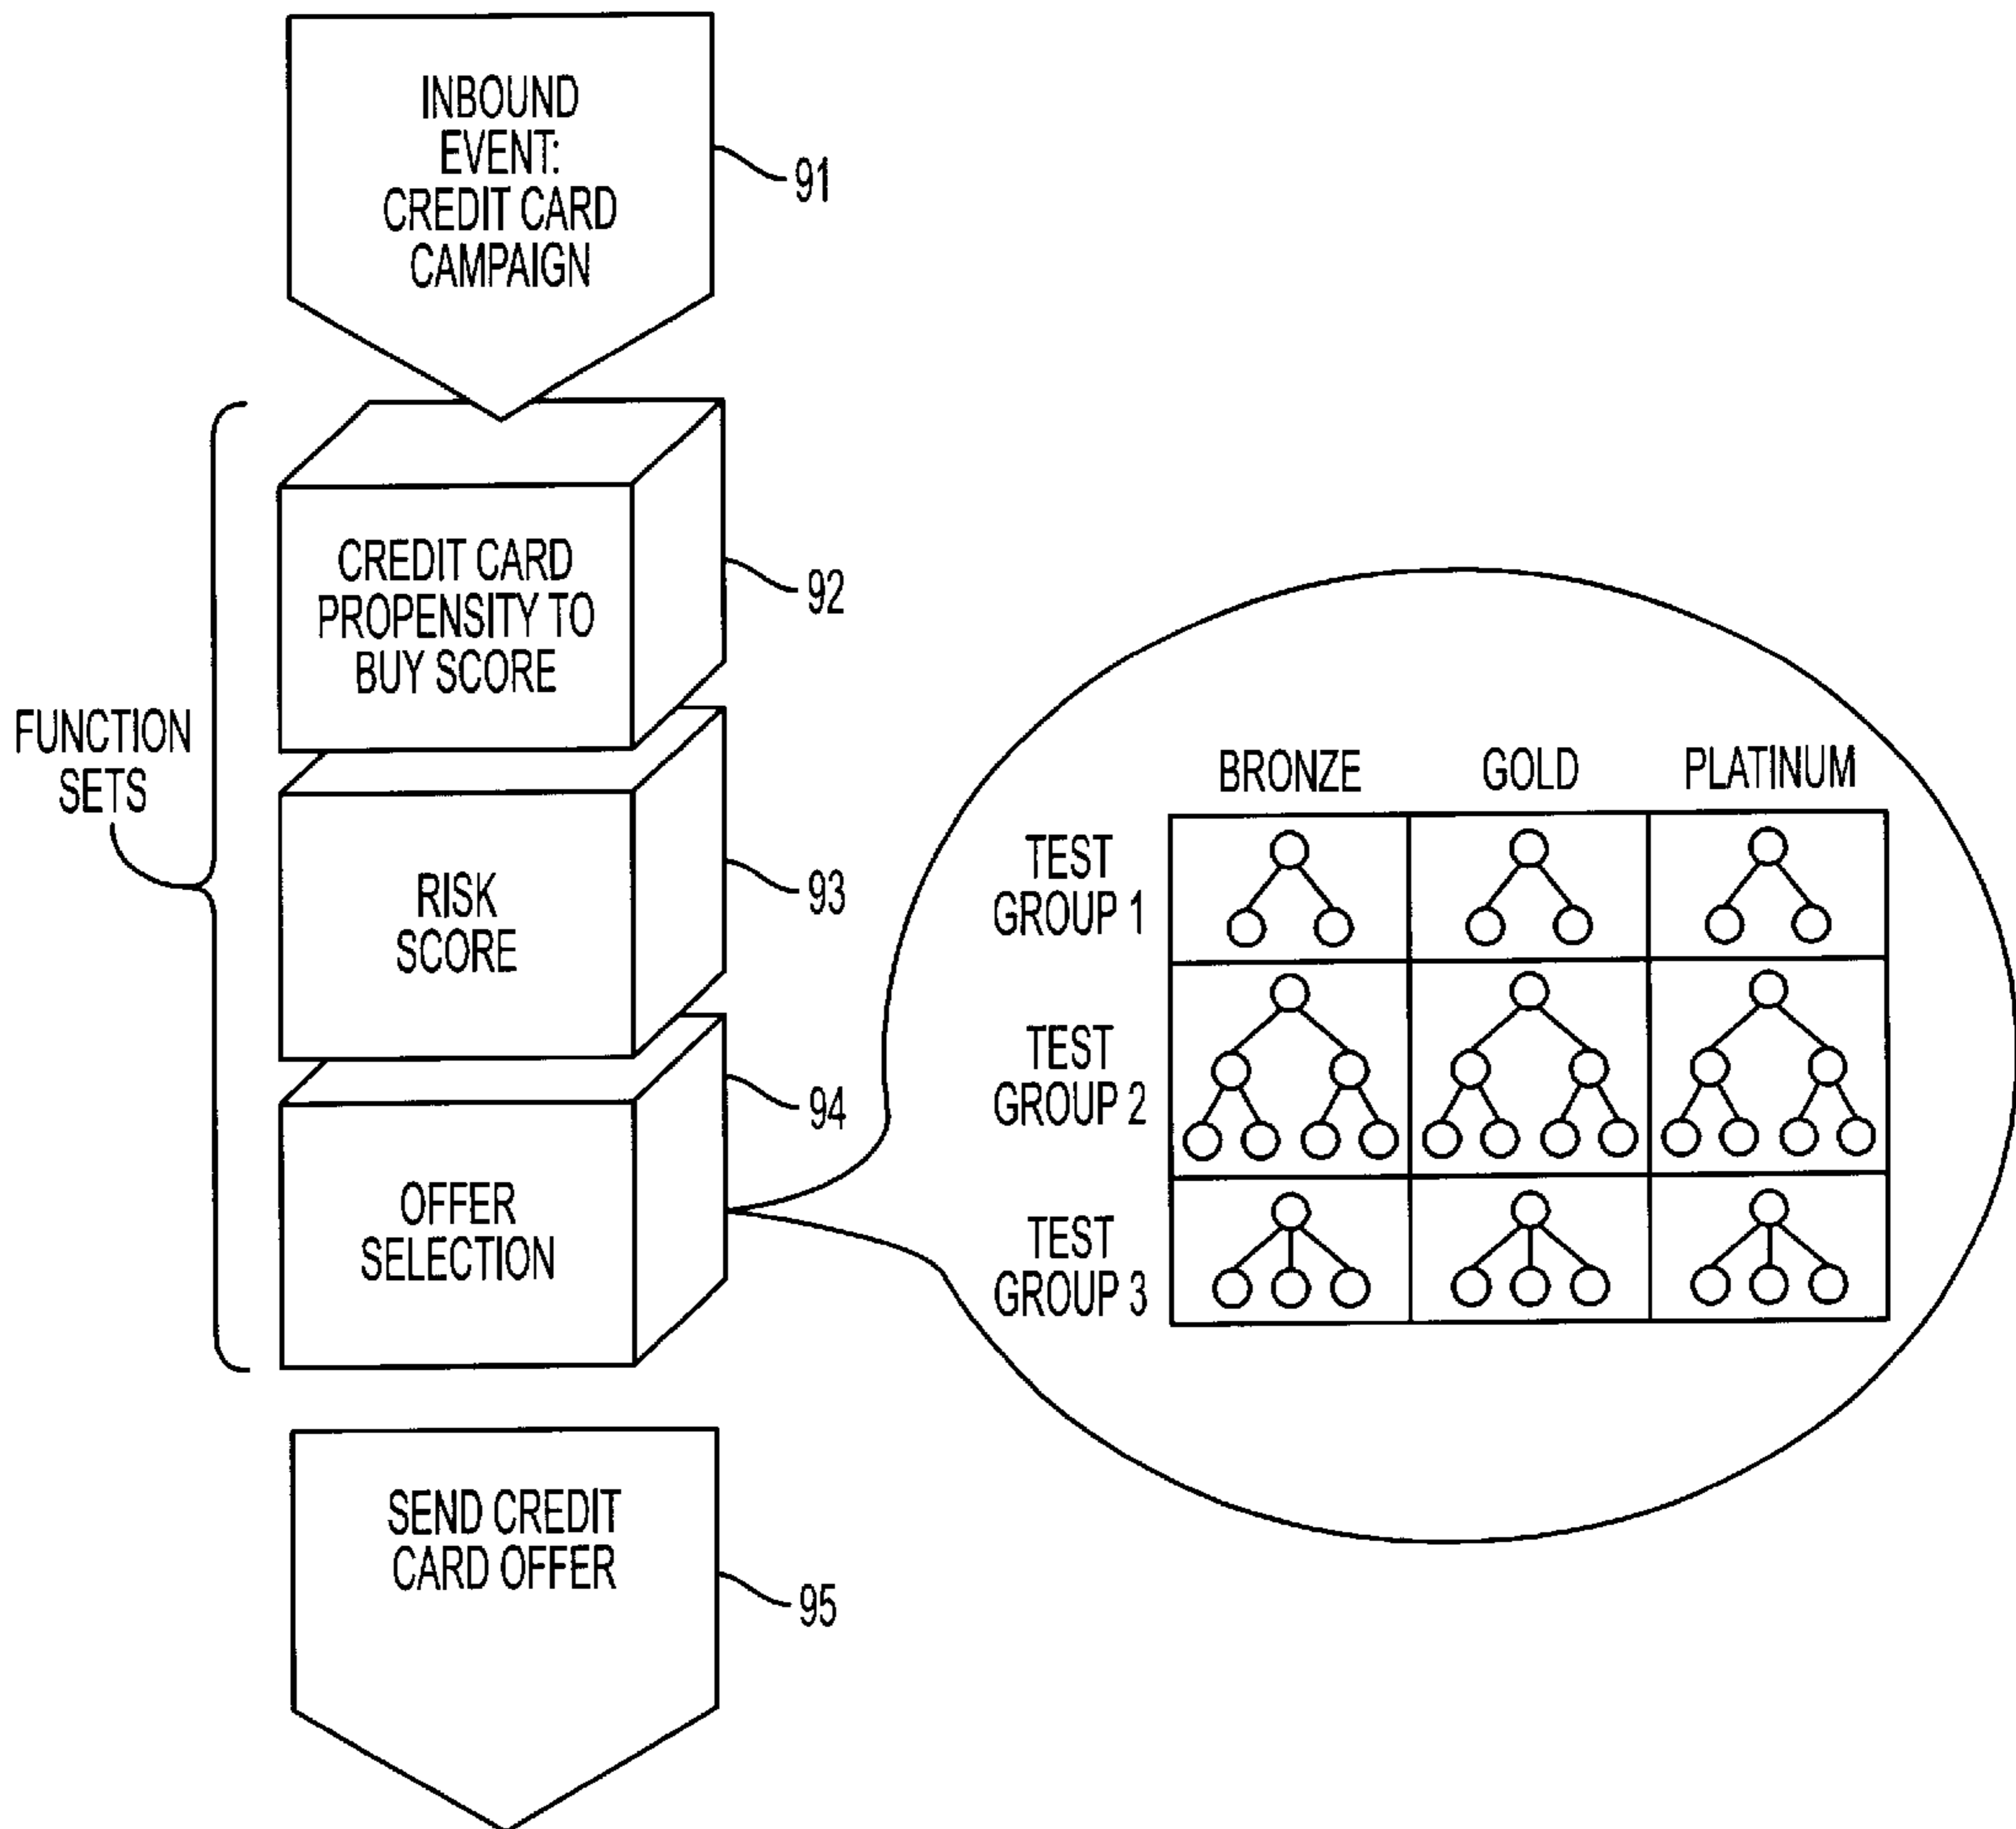 INBOUND
EVENT:
CREDIT CARD
CAMPAIGN
91
CREDIT CARD
PROPENSITY TO
BUY SCORE
92
FUNCTION
SETS
RISK
SCORE
93
94
OFFER
SELECTION
BRONZE GOLD PLATINUM
TEST
GROUP 1
TEST
GROUP 2
TEST
GROUP 3
SEND CREDIT
CARD OFFER
95